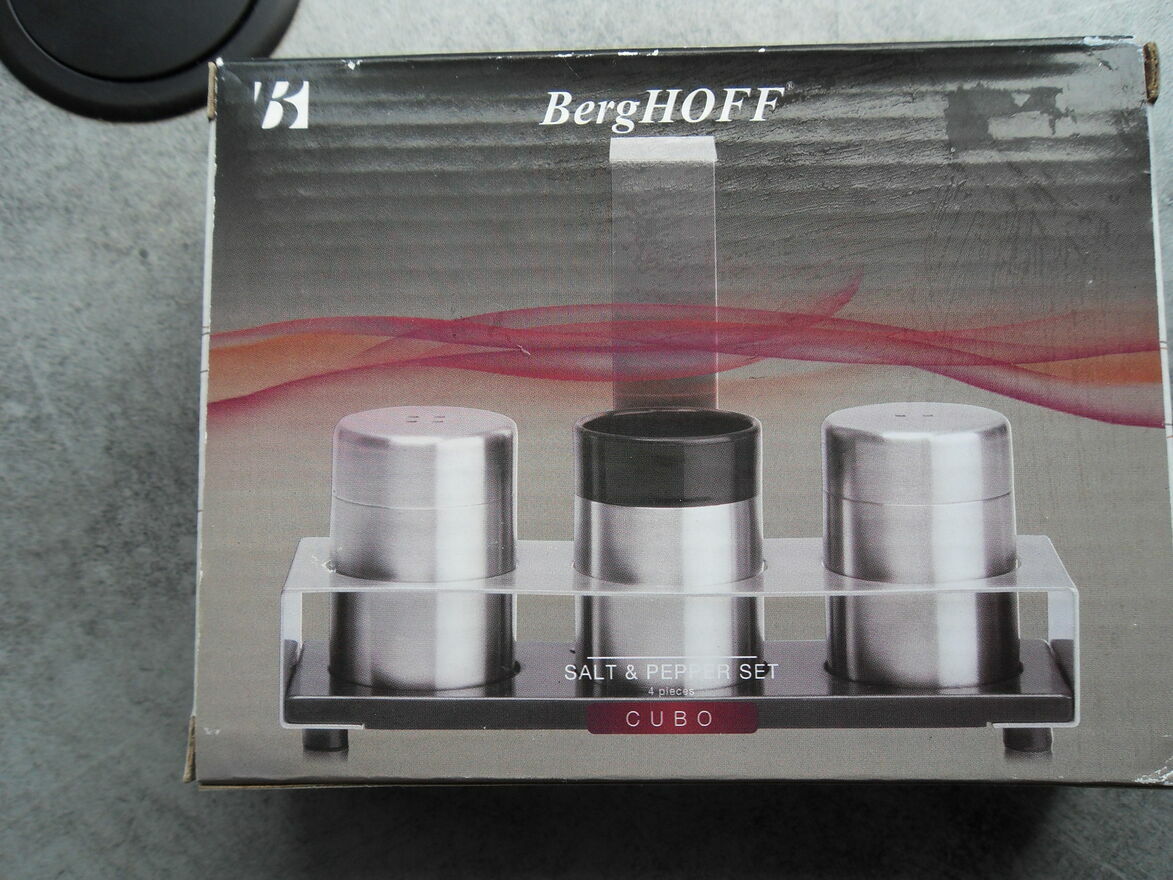 BergHOFF®
SALT & PEPPER SET
4 pieces
CUBO